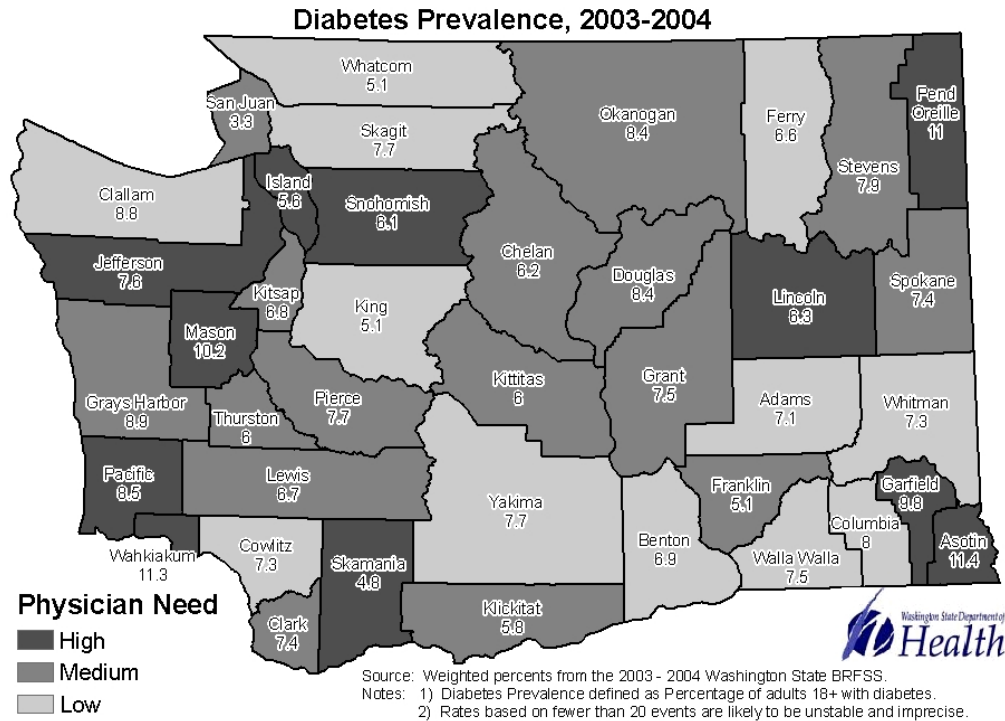 Diabetes Prevalence, 2003-2004
Whatcom
5.1
San Juan
3.3
Skagit
7.7
Okanogan
8.4
Ferry
6.6
Pend
Oreille
11
Stevens
7.9
Clallam
8.8
Island
5.6
Snohomish
6.1
Chelan
6.2
Jefferson
7.6
Kitsap
6.8
King
5.1
Douglas
8.4
Lincoln
6.3
Spokane
7.4
Mason
10.2
Kittitas
6
Grant
7.5
Grays Harbor
8.9
Thurston
6
Pierce
7.7
Adams
7.1
Whitman
7.3
Pacific
8.5
Lewis
6.7
Yakima
7.7
Franklin
5.1
Garfield
9.8
Columbia
8
Asotin
11.4
Wahkiakum
11.3
Cowlitz
7.3
Skamania
4.8
Benton
6.9
Walla Walla
7.5
Clark
7.4
Klickitat
5.8
Physician Need
High
Medium
Low
Washington State Department of
Health
Source: Weighted percents from the 2003 - 2004 Washington State BRFSS.
Notes: 1) Diabetes Prevalence defined as Percentage of adults 18+ with diabetes.
2) Rates based on fewer than 20 events are likely to be unstable and imprecise.